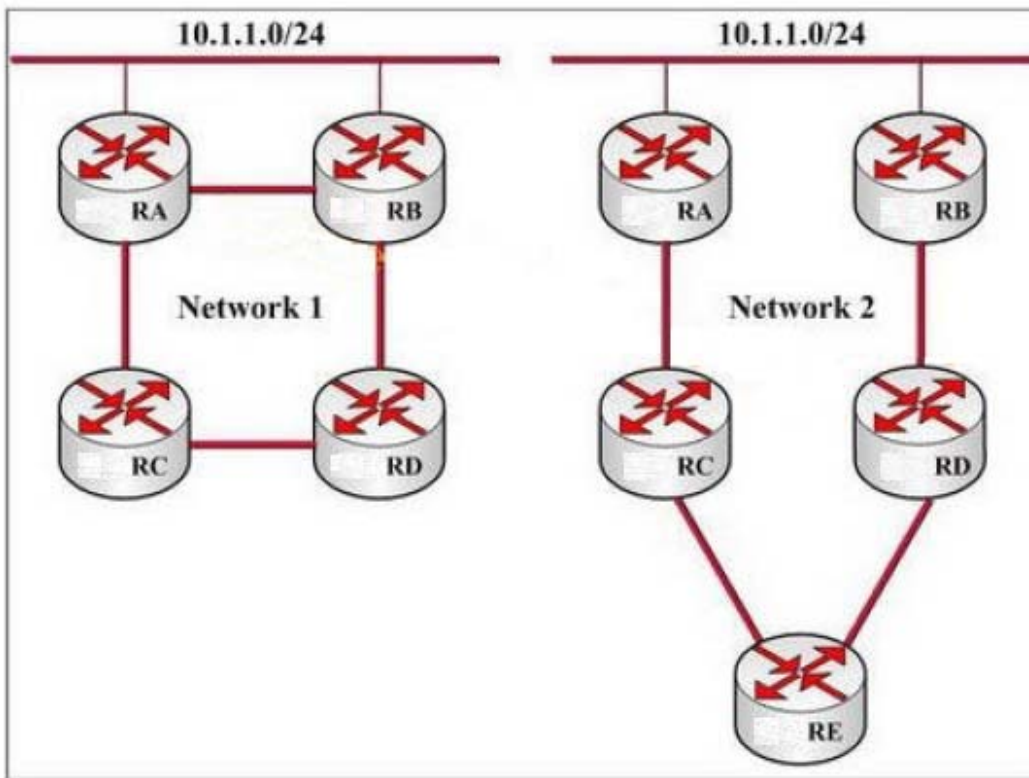 10.1.1.0/24
10.1.1.0/24
RA
RB
RA
RB
Network 1
Network 2
RC
RD
RC
RD
RE